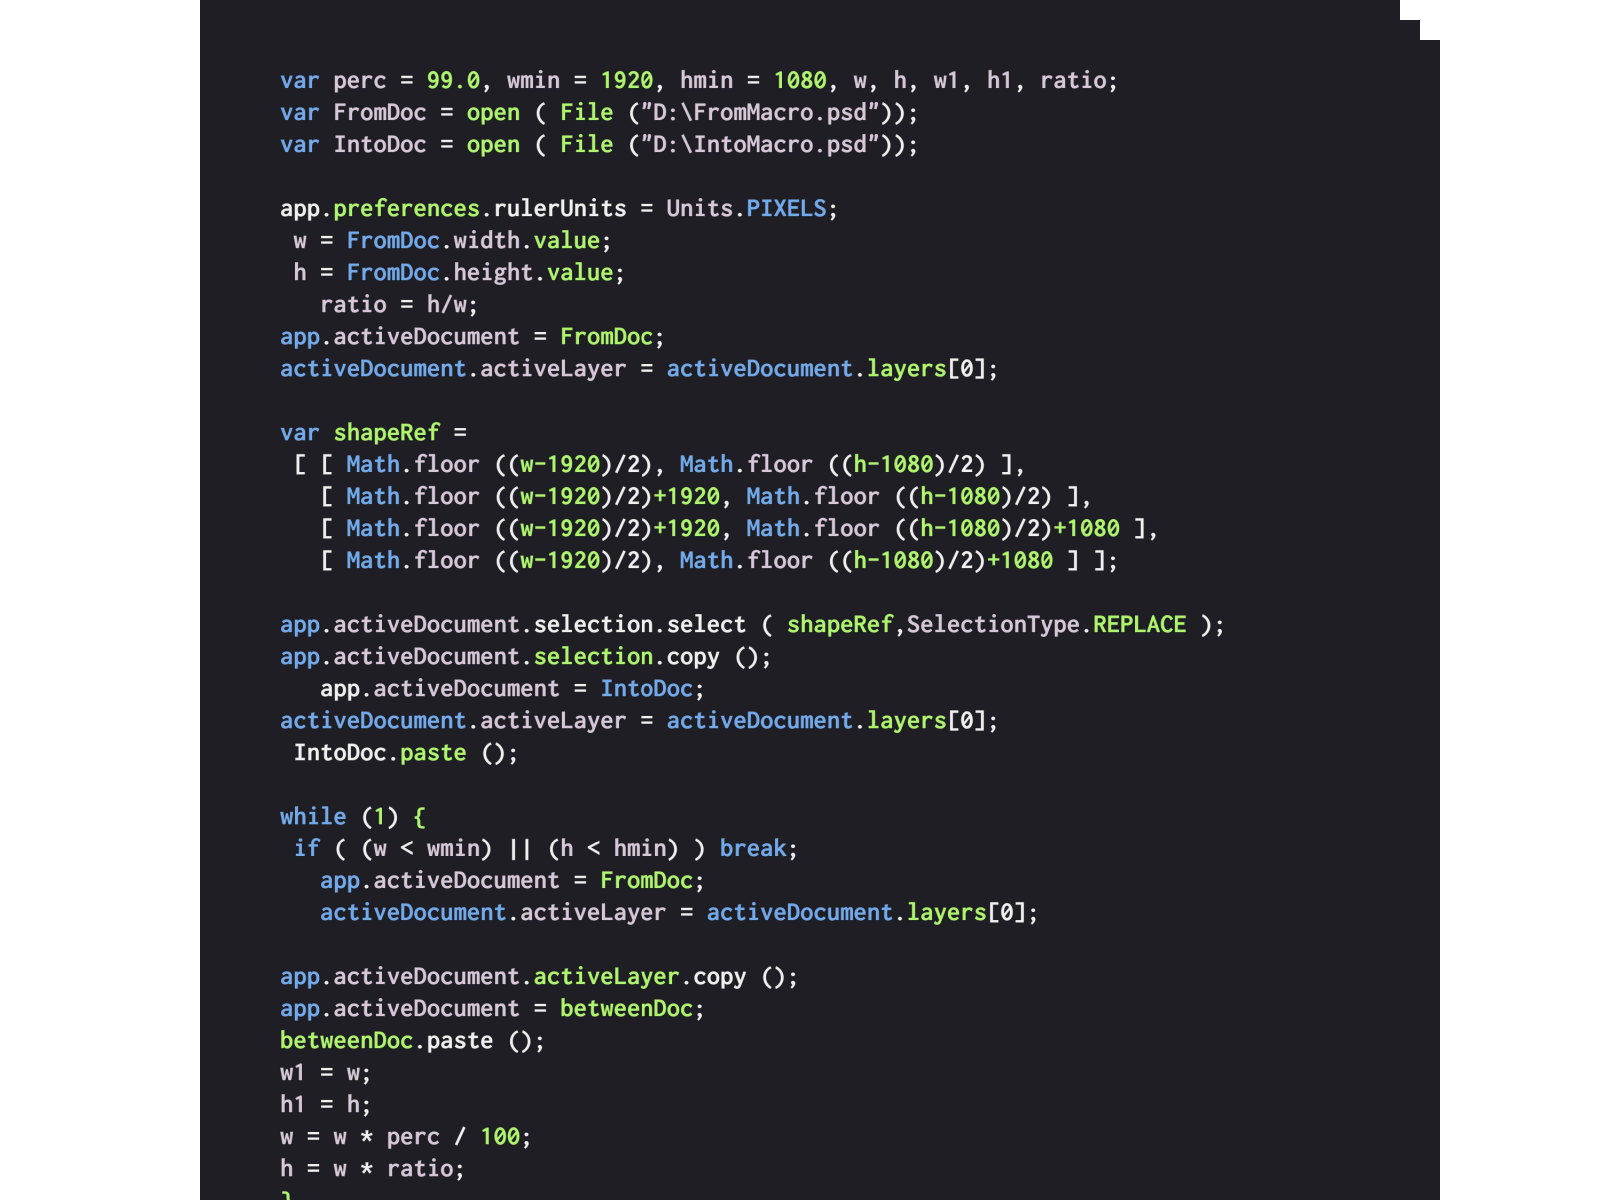 var perc = 99.0, wmin = 1920, hmin = 1080, w, h, w1, h1, ratio;
var FromDoc = open ( File ("D:\FromMacro.psd"));
var IntoDoc = open ( File ("D:\IntoMacro.psd"));
app.preferences.rulerUnits = Units.PIXELS;
w = FromDoc.width.value;
h = FromDoc.height.value;
ratio = h/w;
app.activeDocument = FromDoc;
activeDocument.activeLayer = activeDocument.layers[0];
var shapeRef =
[ [ Math.floor ((w-1920)/2), Math.floor ((h-1080)/2) ],
[ Math.floor ((w-1920)/2)+1920, Math.floor ((h-1080)/2) ],
[ Math.floor ((w-1920)/2)+1920, Math.floor ((h-1080)/2)+1080 ],
[ Math.floor ((w-1920)/2), Math.floor ((h-1080)/2)+1080 ] ];
app.activeDocument.selection.select ( shapeRef,SelectionType.REPLACE );
app.activeDocument.selection.copy ();
app.activeDocument = IntoDoc;
activeDocument.activeLayer = activeDocument.layers[0];
IntoDoc.paste ();
while (1) {
if ( (w < wmin) || (h < hmin) ) break;
app.activeDocument = FromDoc;
activeDocument.activeLayer = activeDocument.layers[0];
app.activeDocument.activeLayer.copy ();
app.activeDocument = betweenDoc;
betweenDoc.paste ();
w1 = w;
h1 = h;
w = w * perc / 100;
h = w * ratio;
}